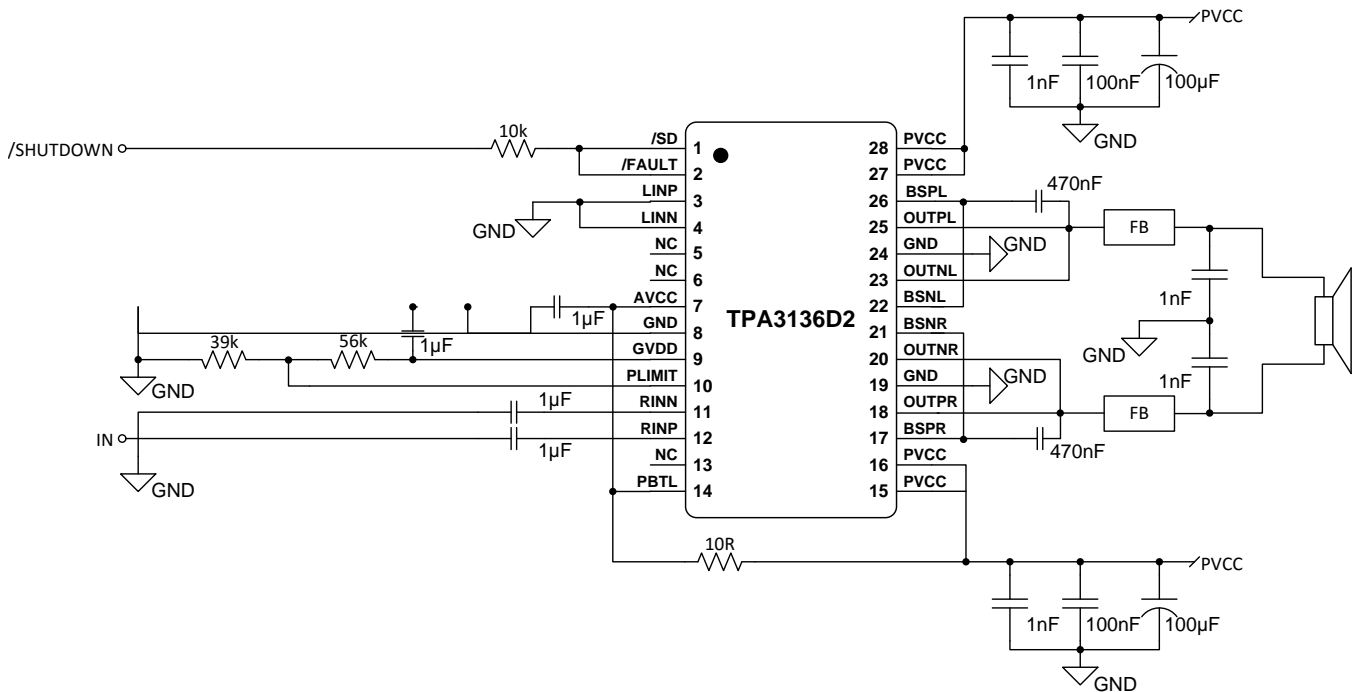 PVCC
1nF
100nF
100µF
GND
/SHUTDOWN
10k
/SD
1
/FAULT
2
LINP
3
GND
LINN
4
NC
5
NC
6
AVCC
7
1µF
GND
8
1µF
39k
56k
GVDD
9
GND
PLIMIT
10
RINN
11
1µF
IN
RINP
12
1µF
NC
13
GND
PBTL
14
TPA3136D2
28
PVCC
27
PVCC
26
BSPL
470nF
25
OUTPL
FB
24
GND
GND
23
OUTNL
22
BSNL
1nF
21
BSNR
GND
20
OUTNR
19
GND
GND
1nF
18
OUTPR
FB
17
BSPR
470nF
16
PVCC
15
PVCC
10R
PVCC
1nF
100nF
100µF
GND